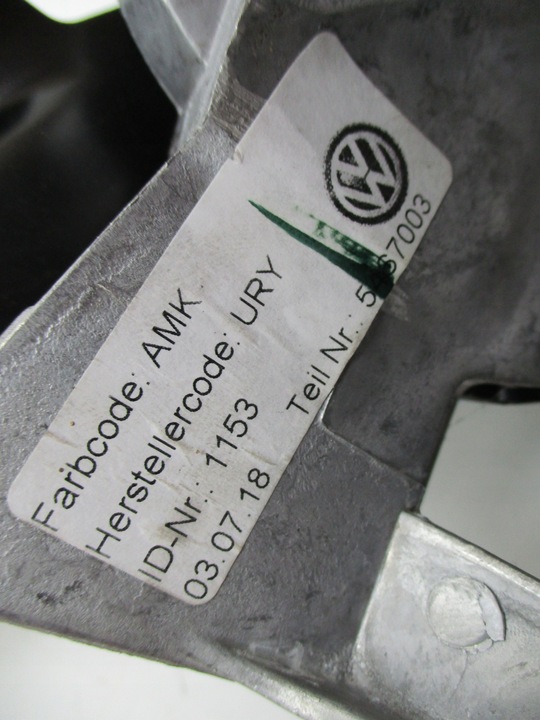 Farbcode: AMK
Herstellercode: URY
ID-Nr.: 1153
03.07.18
Teil Nr.: